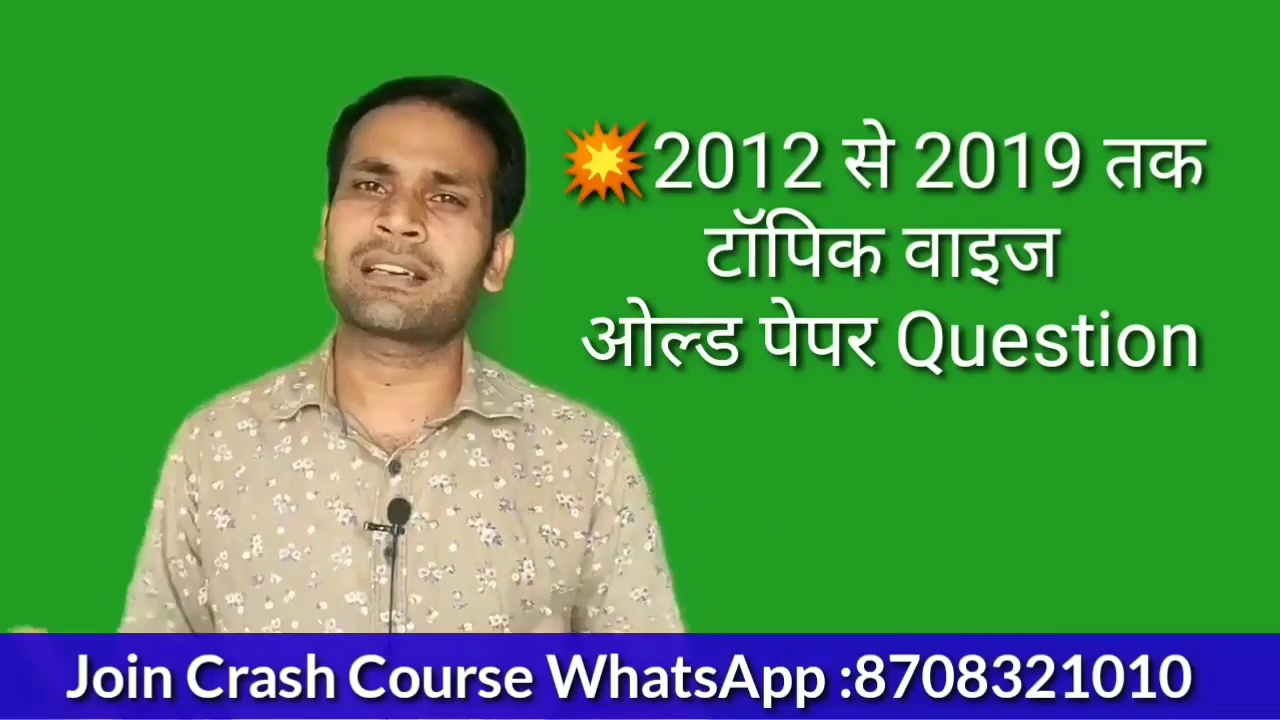 💥2012 से 2019 तक
टॉपिक वाइज
ओल्ड पेपर Question
Join Crash Course WhatsApp :8708321010